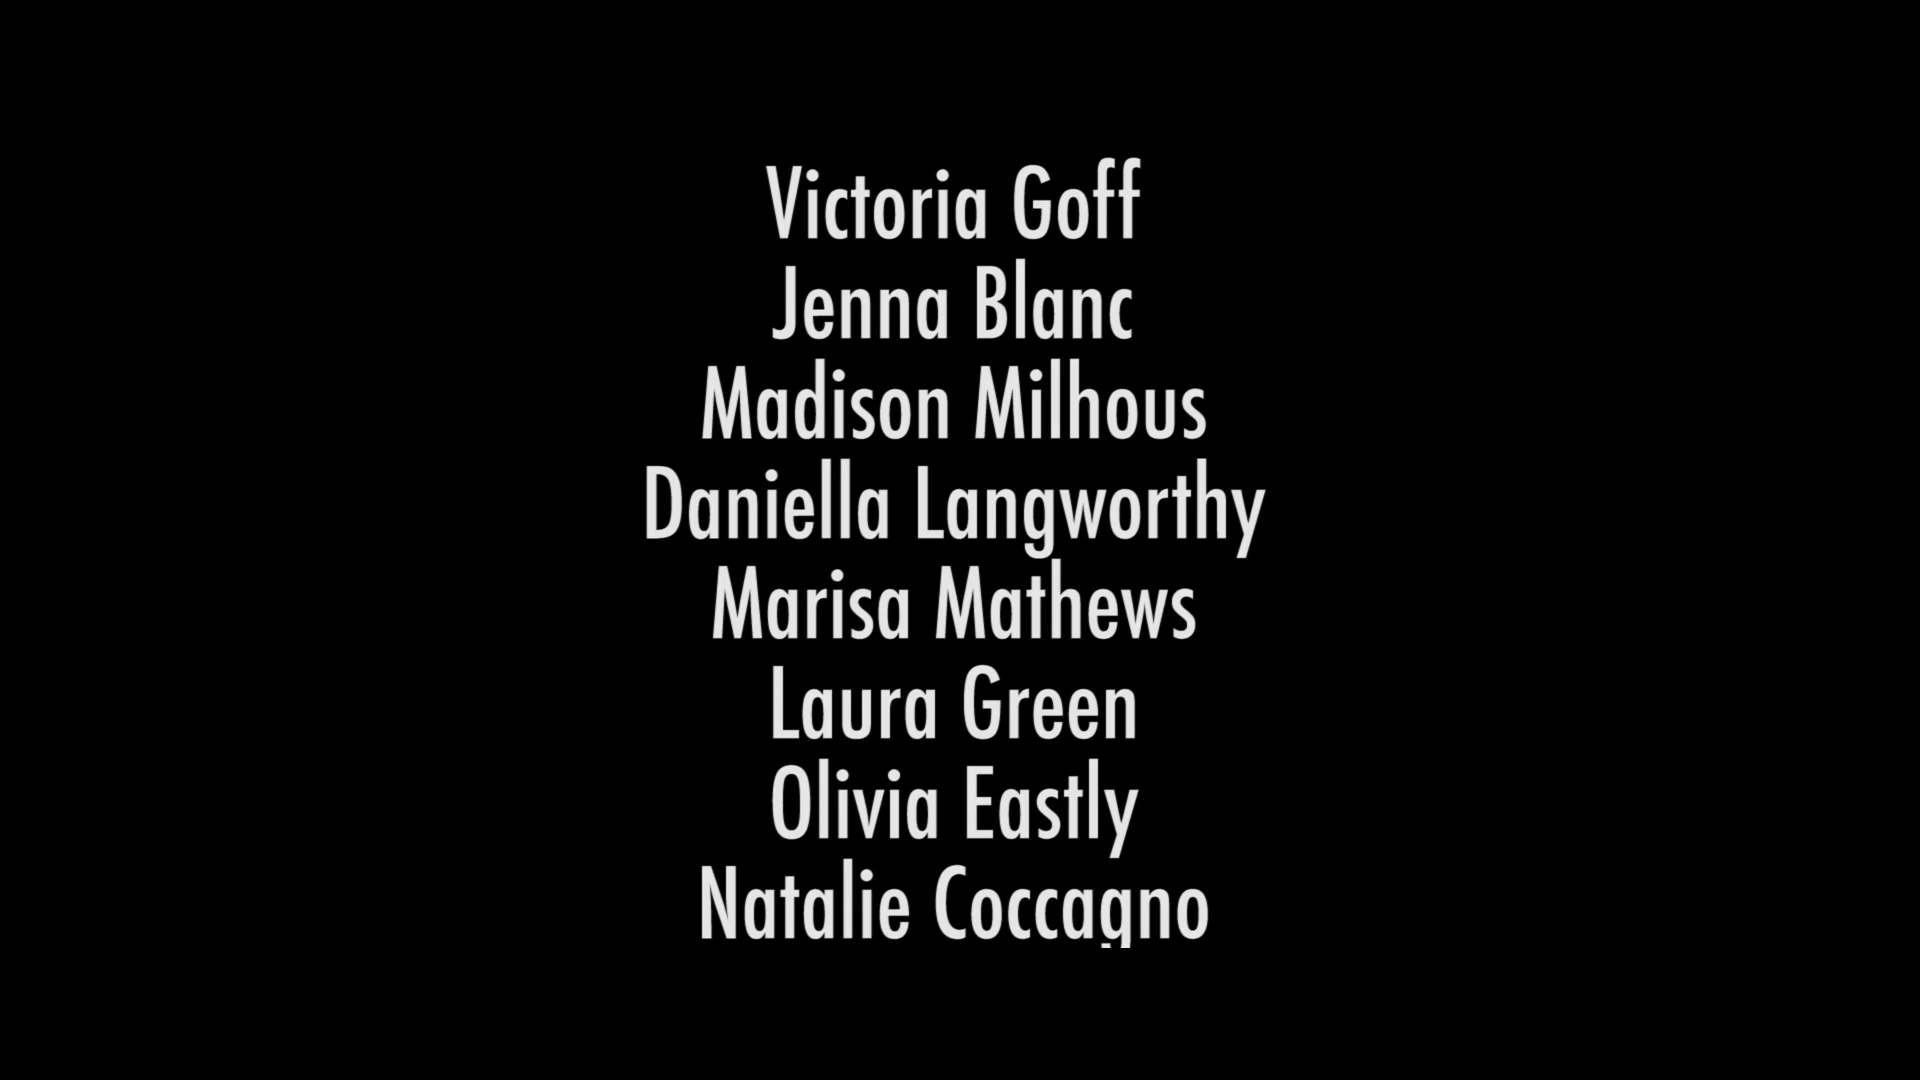 Victoria Goff
Jenna Blanc
Madison Milhous
Daniella Langworthy
Marisa Mathews
Laura Green
Olivia Eastly
Natalie Coccagno